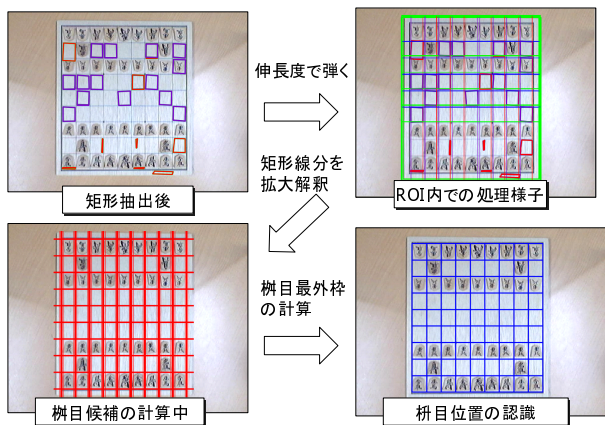 伸長度で弾く
矩形抽出後
ROI内での処理様子
矩形線分を
拡大解釈
桝目最外枠
の計算
桝目候補の計算中
枡目位置の認識